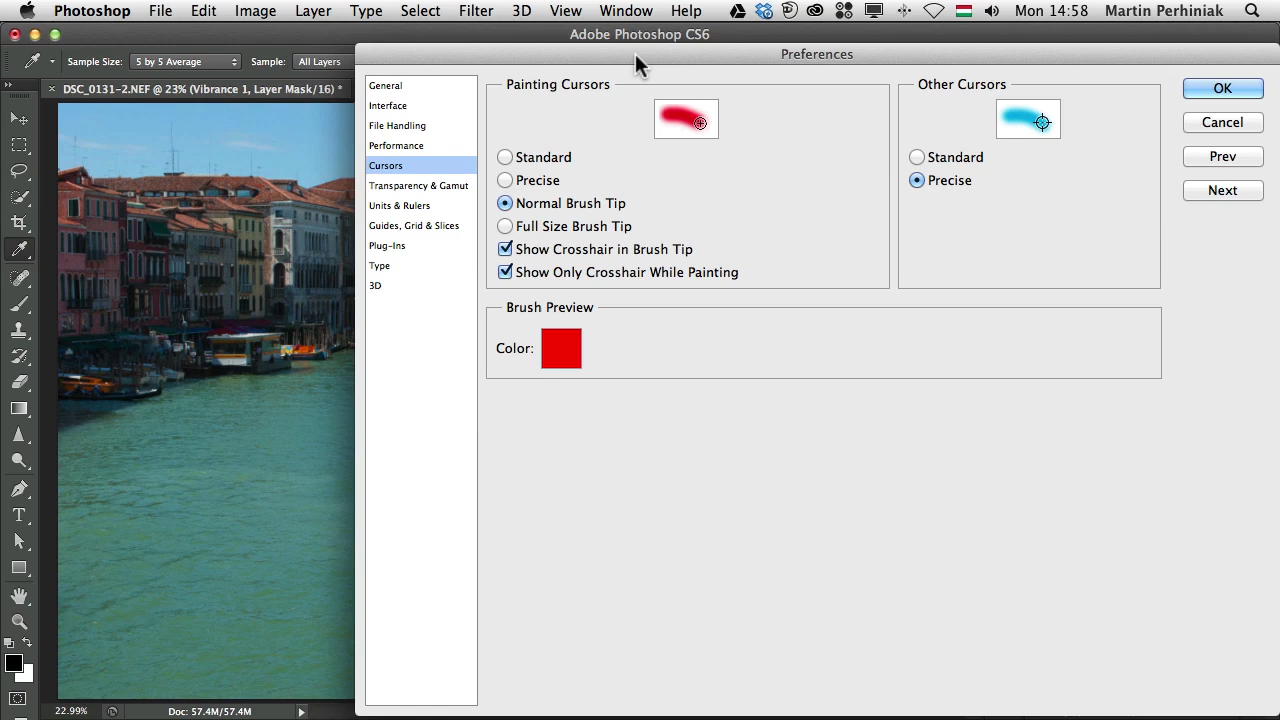 Photoshop File Edit Image Layer Type Select Filter 3D View Window Help Mon 14:58 Martin Perhiniak
Adobe Photoshop CS6
Sample Size: 5 by 5 Average Sample: All Layers
Preferences
DSC_0131-2.NEF @ 23% (Vibrance 1, Layer Mask/16) *
General
Interface
File Handling
Performance
Cursors
Transparency & Gamut
Units & Rulers
Guides, Grid & Slices
Plug-Ins
Type
3D
Painting Cursors
Standard
Precise
Normal Brush Tip
Full Size Brush Tip
Show Crosshair in Brush Tip
Show Only Crosshair While Painting
Other Cursors
Standard
Precise
Brush Preview
Color:
OK
Cancel
Prev
Next
22.99% Doc: 57.4M/57.4M